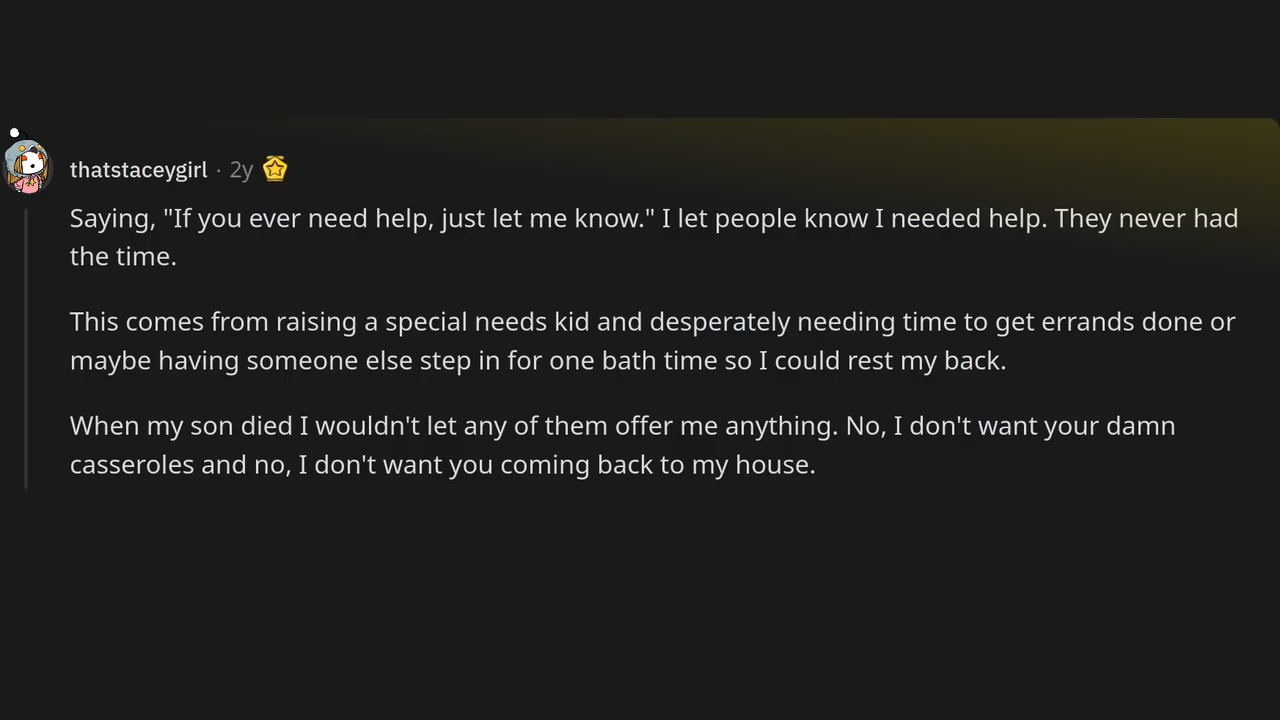 thatstaceygirl · 2y
Saying, "If you ever need help, just let me know." I let people know I needed help. They never had
the time.
This comes from raising a special needs kid and desperately needing time to get errands done or
maybe having someone else step in for one bath time so I could rest my back.
When my son died I wouldn't let any of them offer me anything. No, I don't want your damn
casseroles and no, I don't want you coming back to my house.